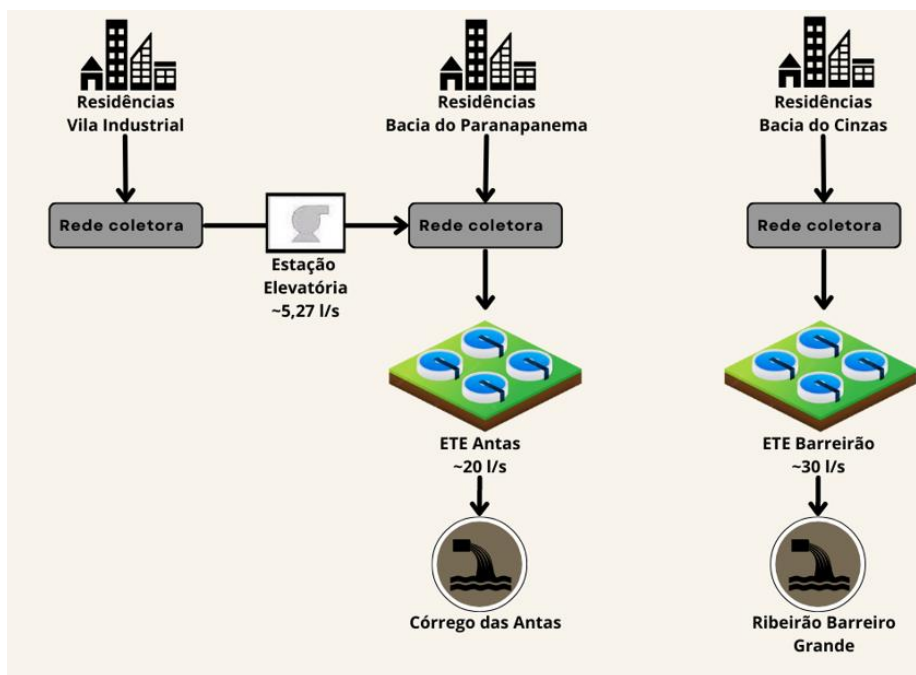 Residências
Vila Industrial
Residências
Bacia do Paranapanema
Residências
Bacia do Cinzas
Rede coletora
Rede coletora
Rede coletora
Estação
Elevatória
~5,27 l/s
ETE Antas
~20 l/s
ETE Barreirão
~30 l/s
Córrego das Antas
Ribeirão Barreiro
Grande